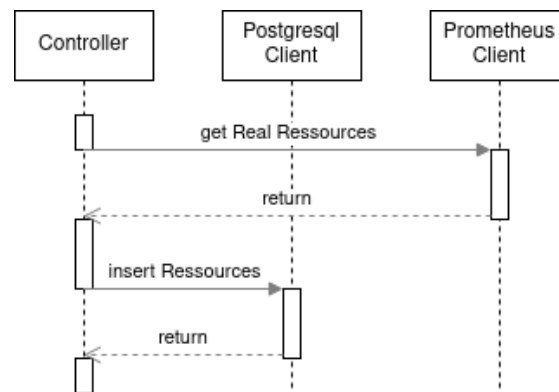 Controller
Postgresql
Client
Prometheus
Client
get Real Ressources
return
insert Ressources
return